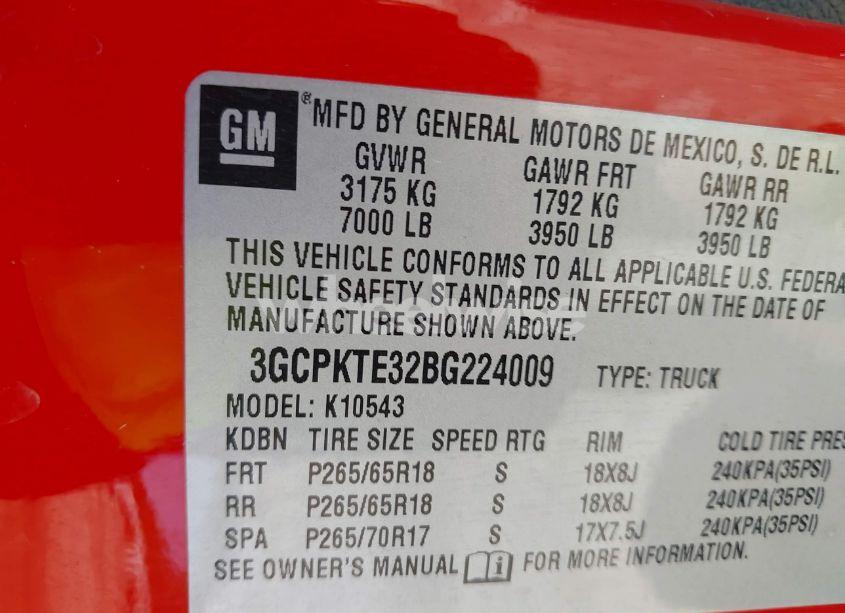 GM
® MFD BY GENERAL MOTORS DE MEXICO, S. DE R.L.
GVWR GAWR FRT GAWR RR
3175 KG 1792 KG 1792 KG
7000 LB 3950 LB 3950 LB
THIS VEHICLE CONFORMS TO ALL APPLICABLE U.S. FEDERA
VEHICLE SAFETY STANDARDS IN EFFECT ON THE DATE OF
MANUFACTURE SHOWN ABOVE.
3GCPKTE32BG224009 TYPE: TRUCK
MODEL: K10543
KDBN TIRE SIZE SPEED RTG RIM COLD TIRE PRES
FRT P265/65R18 S 18X8J 240KPA(35PSI)
RR P265/65R18 S 18X8J 240KPA(35PSI)
SPA P265/70R17 S 17X7.5J 240KPA(35PSI)
SEE OWNER'S MANUAL i FOR MORE INFORMATION.